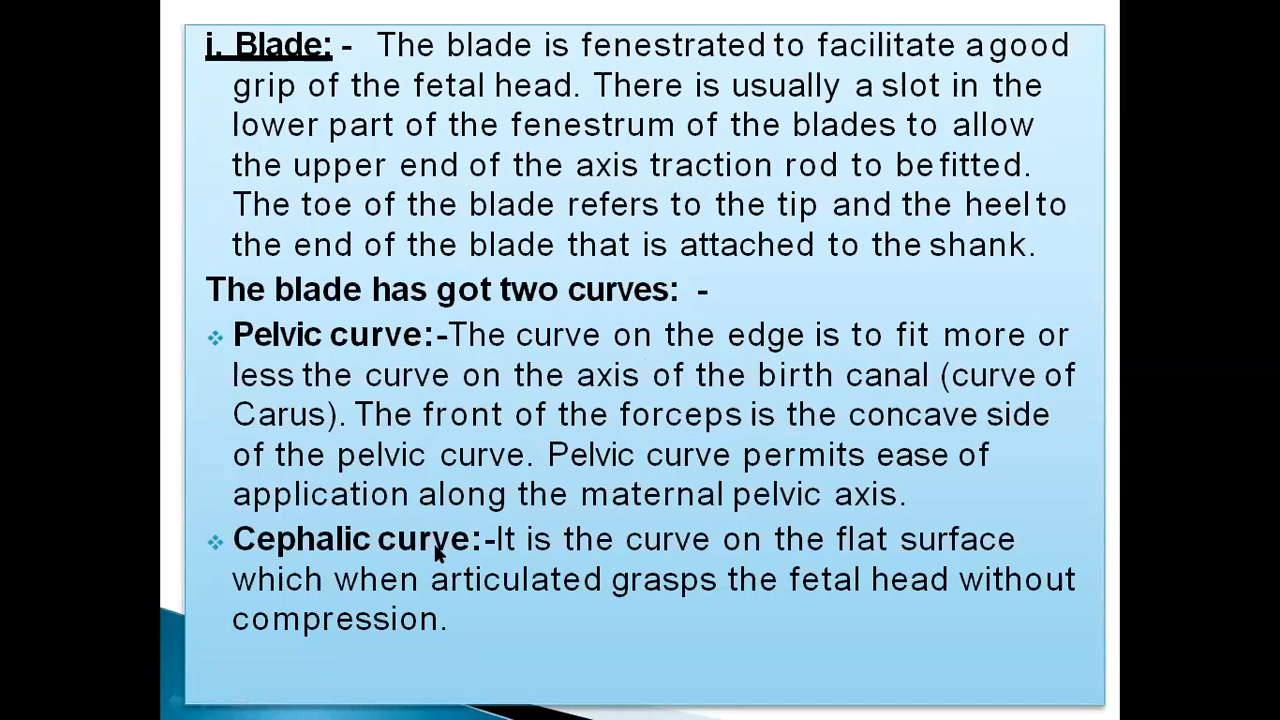 i. Blade: - The blade is fenestrated to facilitate a good
grip of the fetal head. There is usually a slot in the
lower part of the fenestrum of the blades to allow
the upper end of the axis traction rod to be fitted.
The toe of the blade refers to the tip and the heel to
the end of the blade that is attached to the shank.
The blade has got two curves: -
❖ Pelvic curve:-The curve on the edge is to fit more or
less the curve on the axis of the birth canal (curve of
Carus). The front of the forceps is the concave side
of the pelvic curve. Pelvic curve permits ease of
application along the maternal pelvic axis.
❖ Cephalic curve:-It is the curve on the flat surface
which when articulated grasps the fetal head without
compression.